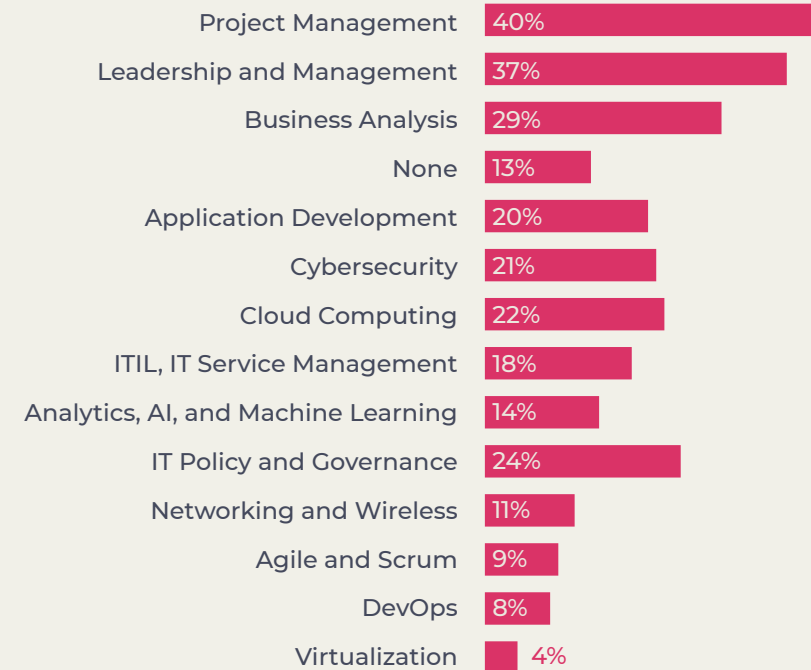 Project Management 40%
Leadership and Management 37%
Business Analysis 29%
None 13%
Application Development 20%
Cybersecurity 21%
Cloud Computing 22%
ITIL, IT Service Management 18%
Analytics, AI, and Machine Learning 14%
IT Policy and Governance 24%
Networking and Wireless 11%
Agile and Scrum 9%
DevOps 8%
Virtualization 4%